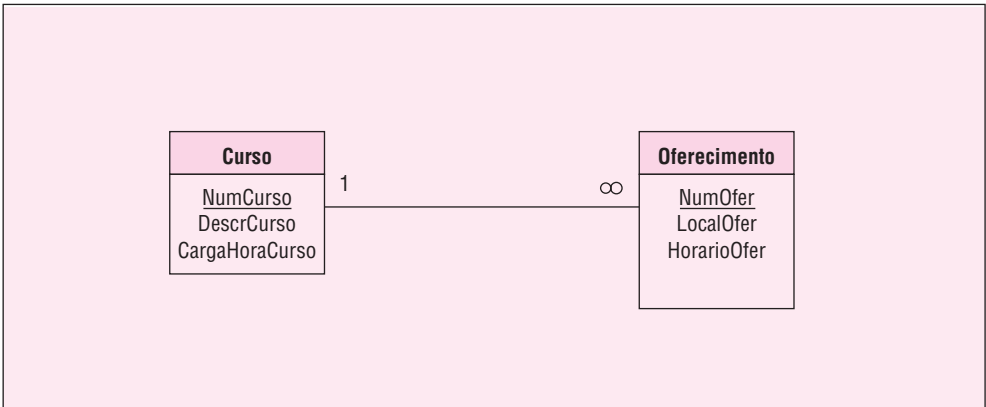 Curso
NumCurso
DescrCurso
CargaHoraCurso
1
∞
Oferecimento
NumOfer
LocalOfer
HorarioOfer